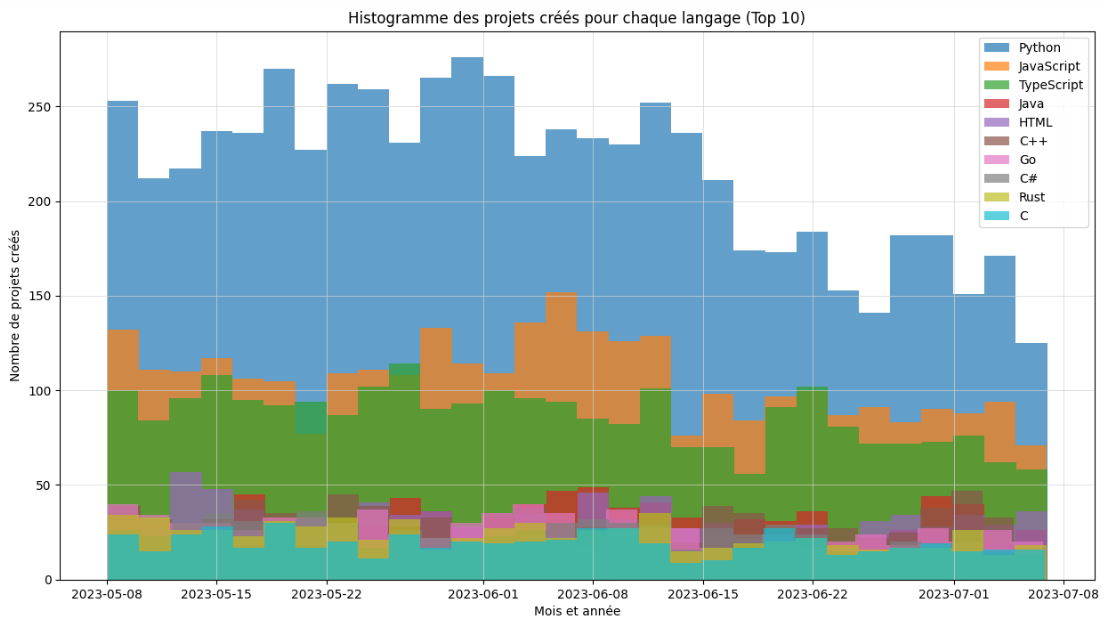 Histogramme des projets créés pour chaque langage (Top 10)
Python
JavaScript
TypeScript
Java
HTML
C++
Go
C#
Rust
C
Nombre de projets créés
250
200
150
100
50
0
2023-05-08 2023-05-15 2023-05-22 2023-06-01 2023-06-08 2023-06-15 2023-06-22 2023-07-01 2023-07-08
Mois et année